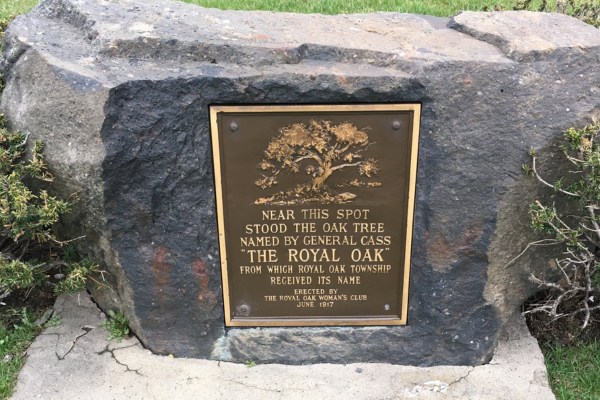 NEAR THIS SPOT
STOOD THE OAK TREE
NAMED BY GENERAL CASS
"THE ROYAL OAK"
FROM WHICH ROYAL OAK TOWNSHIP
RECEIVED ITS NAME
ERECTED BY
THE ROYAL OAK WOMAN'S CLUB
JUNE 1917